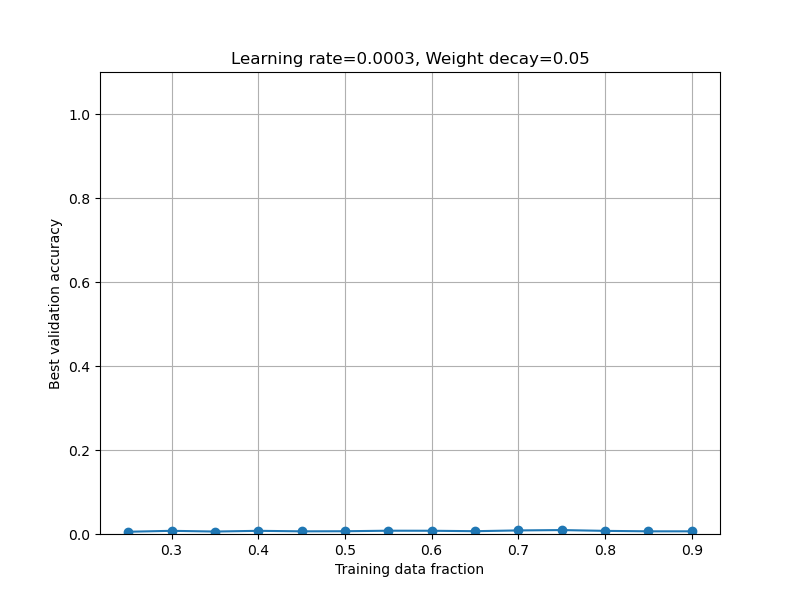 Learning rate=0.0003, Weight decay=0.05
1.0
0.8
0.6
0.4
0.2
0.0
Best validation accuracy
0.3 0.4 0.5 0.6 0.7 0.8 0.9
Training data fraction